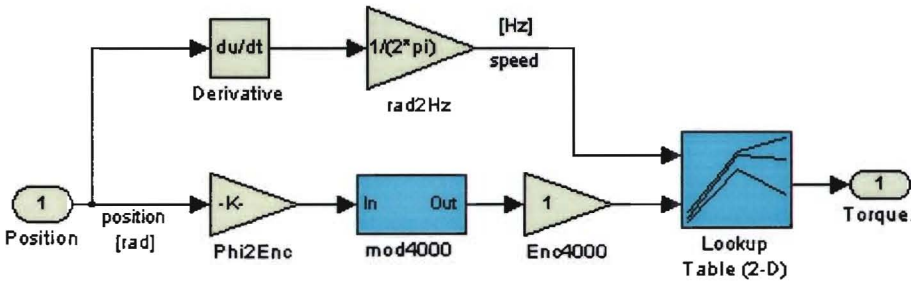 du/dt
Derivative
1/(2*pi)
rad2Hz
[Hz]
speed
1
Position
position
[rad]
-K-
Phi2Enc
In Out
mod4000
1
Enc4000
Lookup
Table (2-D)
1
Torque